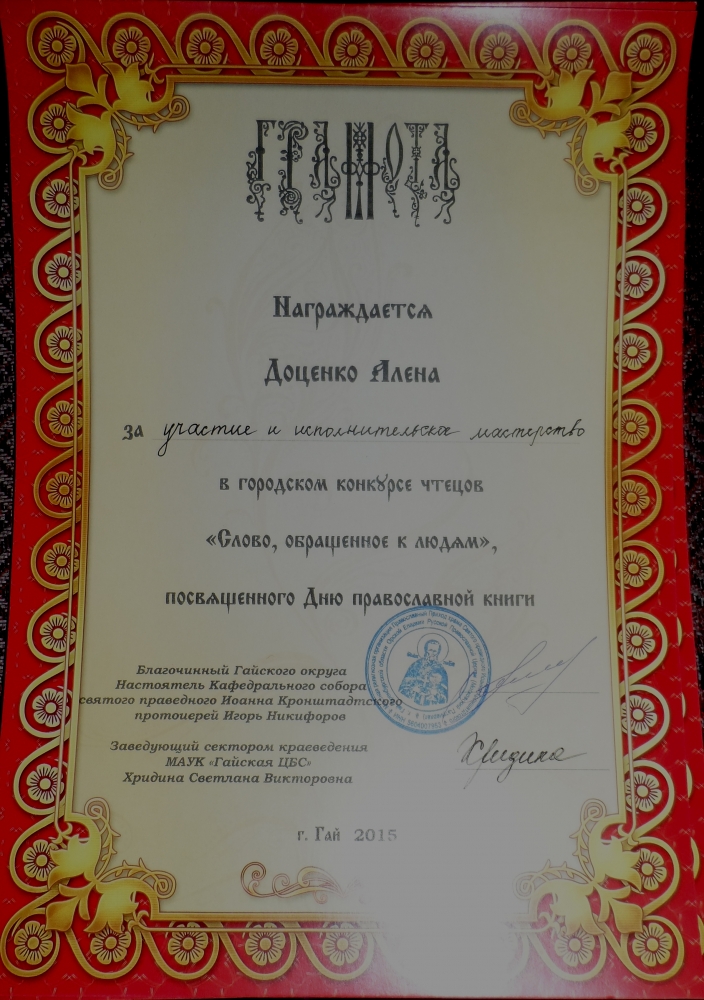 ГРАМОТА
Награждается
Доценко Алена
за участие и исполнительское мастерство
в городском конкурсе чтецов
«Слово, обращенное к людям»,
посвященного Дню православной книги
Благочинный Гайского округа
Настоятель Кафедрального собора
святого праведного Иоанна Кронштадтского
протоиерей Игорь Никифоров
Заведующий сектором краеведения
МАУК «Гайская ЦБС»
Хридина Светлана Викторовна
Хридина
г. Гай 2015